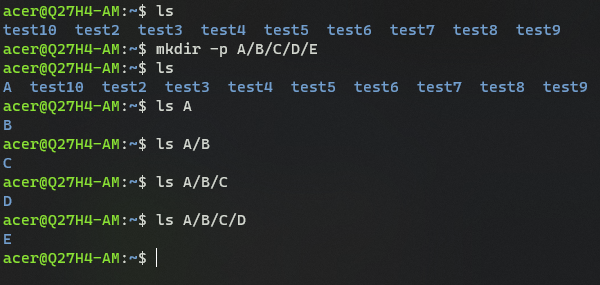 acer@Q27H4-AM:~$ ls
test10  test2  test3  test4  test5  test6  test7  test8  test9
acer@Q27H4-AM:~$ mkdir -p A/B/C/D/E
acer@Q27H4-AM:~$ ls
A  test10  test2  test3  test4  test5  test6  test7  test8  test9
acer@Q27H4-AM:~$ ls A
B
acer@Q27H4-AM:~$ ls A/B
C
acer@Q27H4-AM:~$ ls A/B/C
D
acer@Q27H4-AM:~$ ls A/B/C/D
E
acer@Q27H4-AM:~$